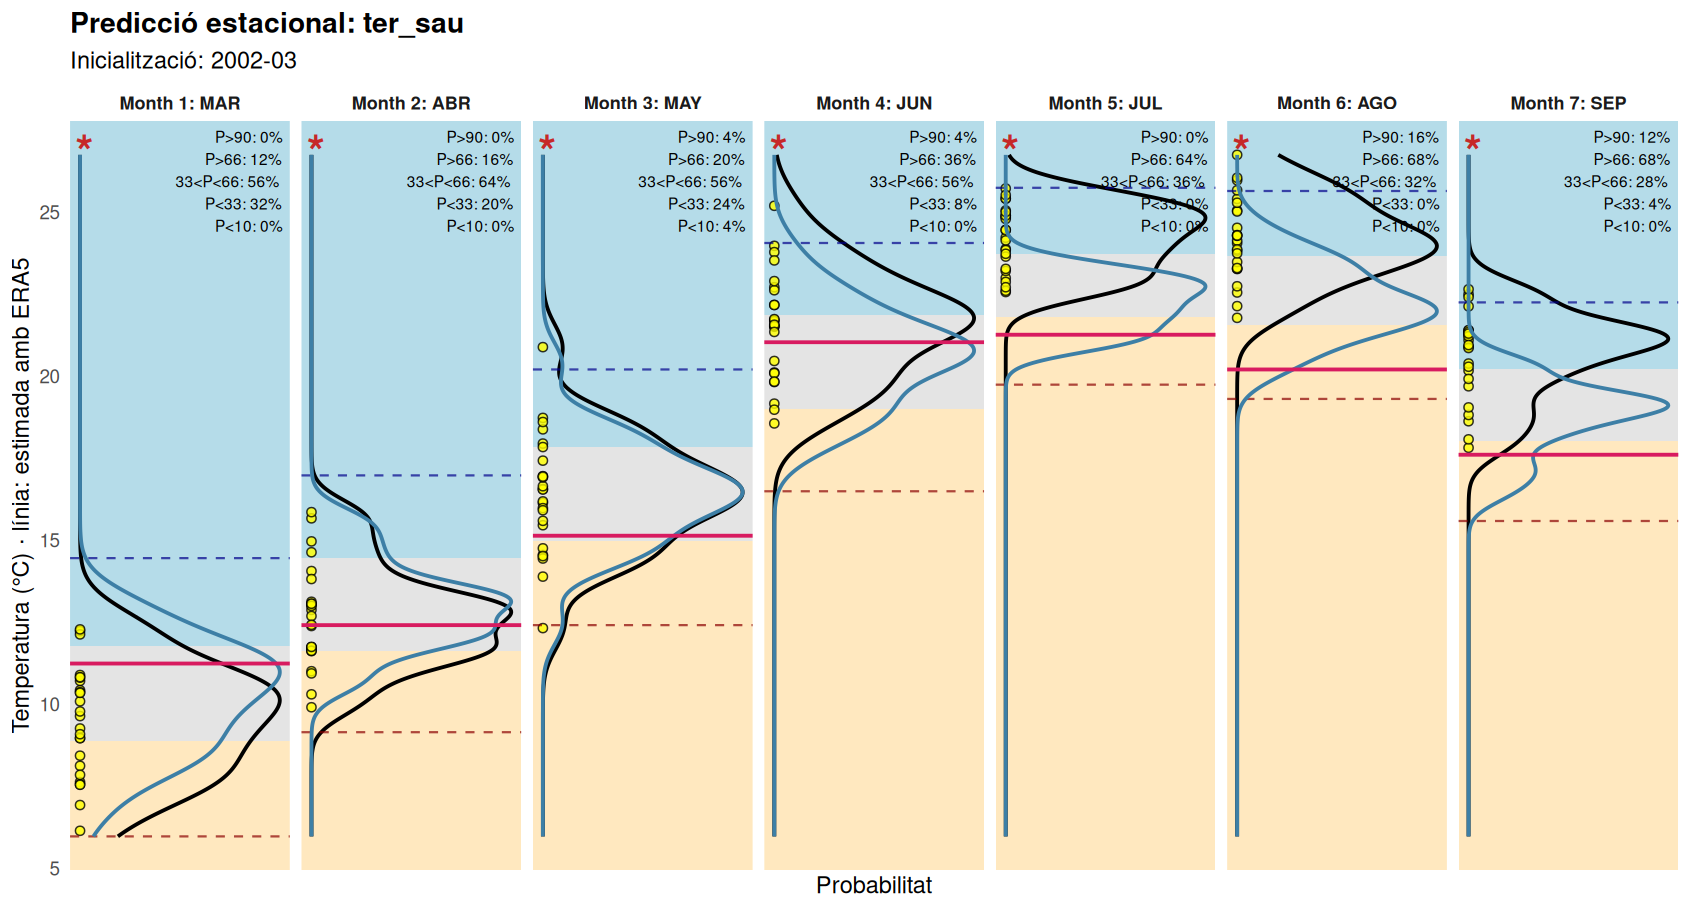 Predicció estacional: ter_sau
Inicialització: 2002-03
Month 1: MAR
Month 2: ABR
Month 3: MAY
Month 4: JUN
Month 5: JUL
Month 6: AGO
Month 7: SEP
P>90: 0%
P>66: 12%
33<P<66: 56%
P<33: 32%
P<10: 0%
P>90: 0%
P>66: 16%
33<P<66: 64%
P<33: 20%
P<10: 0%
P>90: 4%
P>66: 20%
33<P<66: 56%
P<33: 24%
P<10: 4%
P>90: 4%
P>66: 36%
33<P<66: 56%
P<33: 8%
P<10: 0%
P>90: 0%
P>66: 64%
33<P<66: 36%
P<33: 0%
P<10: 0%
P>90: 16%
P>66: 68%
33<P<66: 32%
P<33: 0%
P<10: 0%
P>90: 12%
P>66: 68%
33<P<66: 28%
P<33: 4%
P<10: 0%
25
20
15
10
5
Temperatura (°C) · línia: estimada amb ERA5
Probabilitat